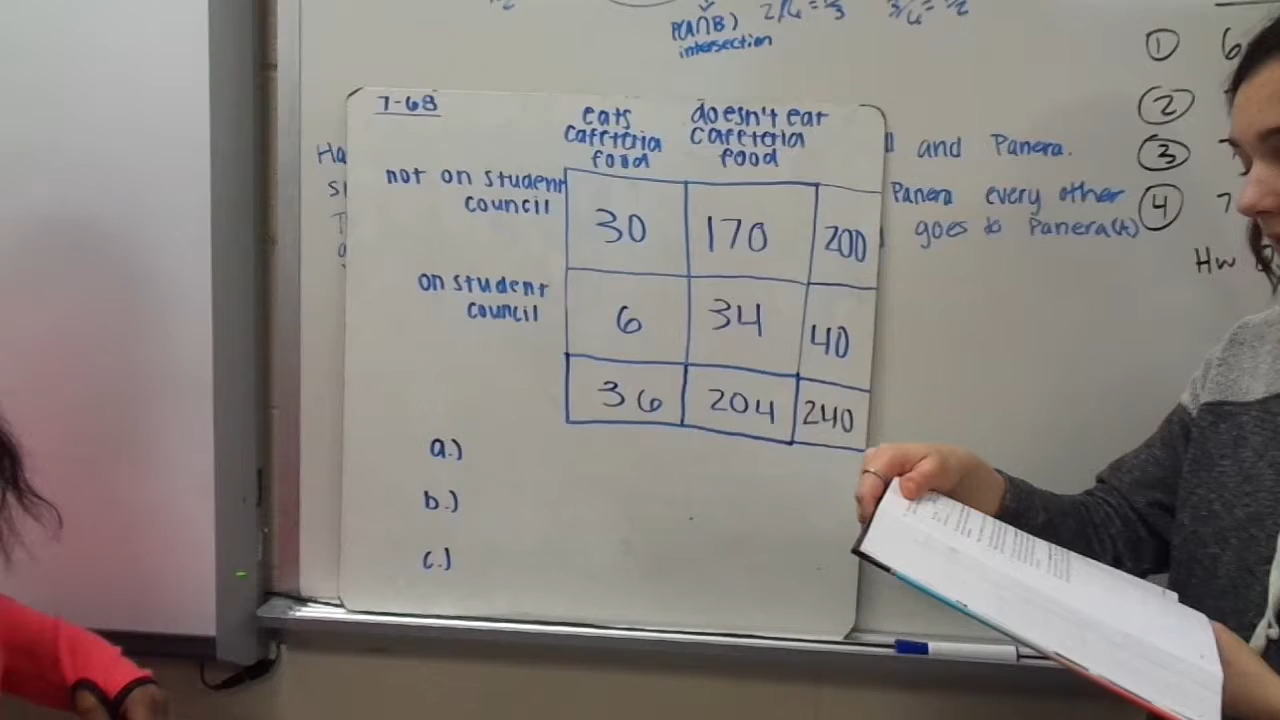 P(A∩B) 2/6 = 1/3 3/6 = 1/2
intersection
7-68
eats
cafeteria
food
doesn't eat
cafeteria
food
not on student
council
30 170 200
on student
council
6 34 40
36 204 240
a.)
b.)
c.)
and Panera.
Panera every other
goes to Panera(A)
① 6
②
③
④ 7
HW